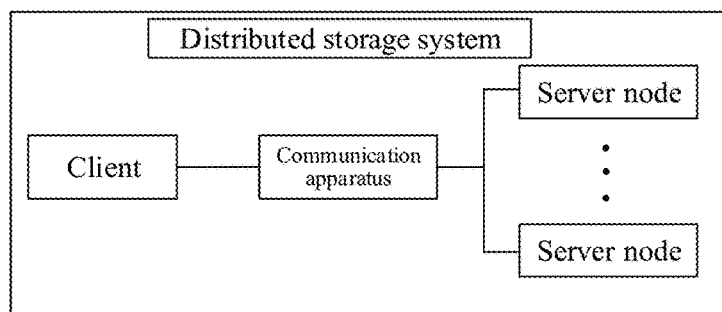 Distributed storage system
Server node
Client
Communication
apparatus
Server node